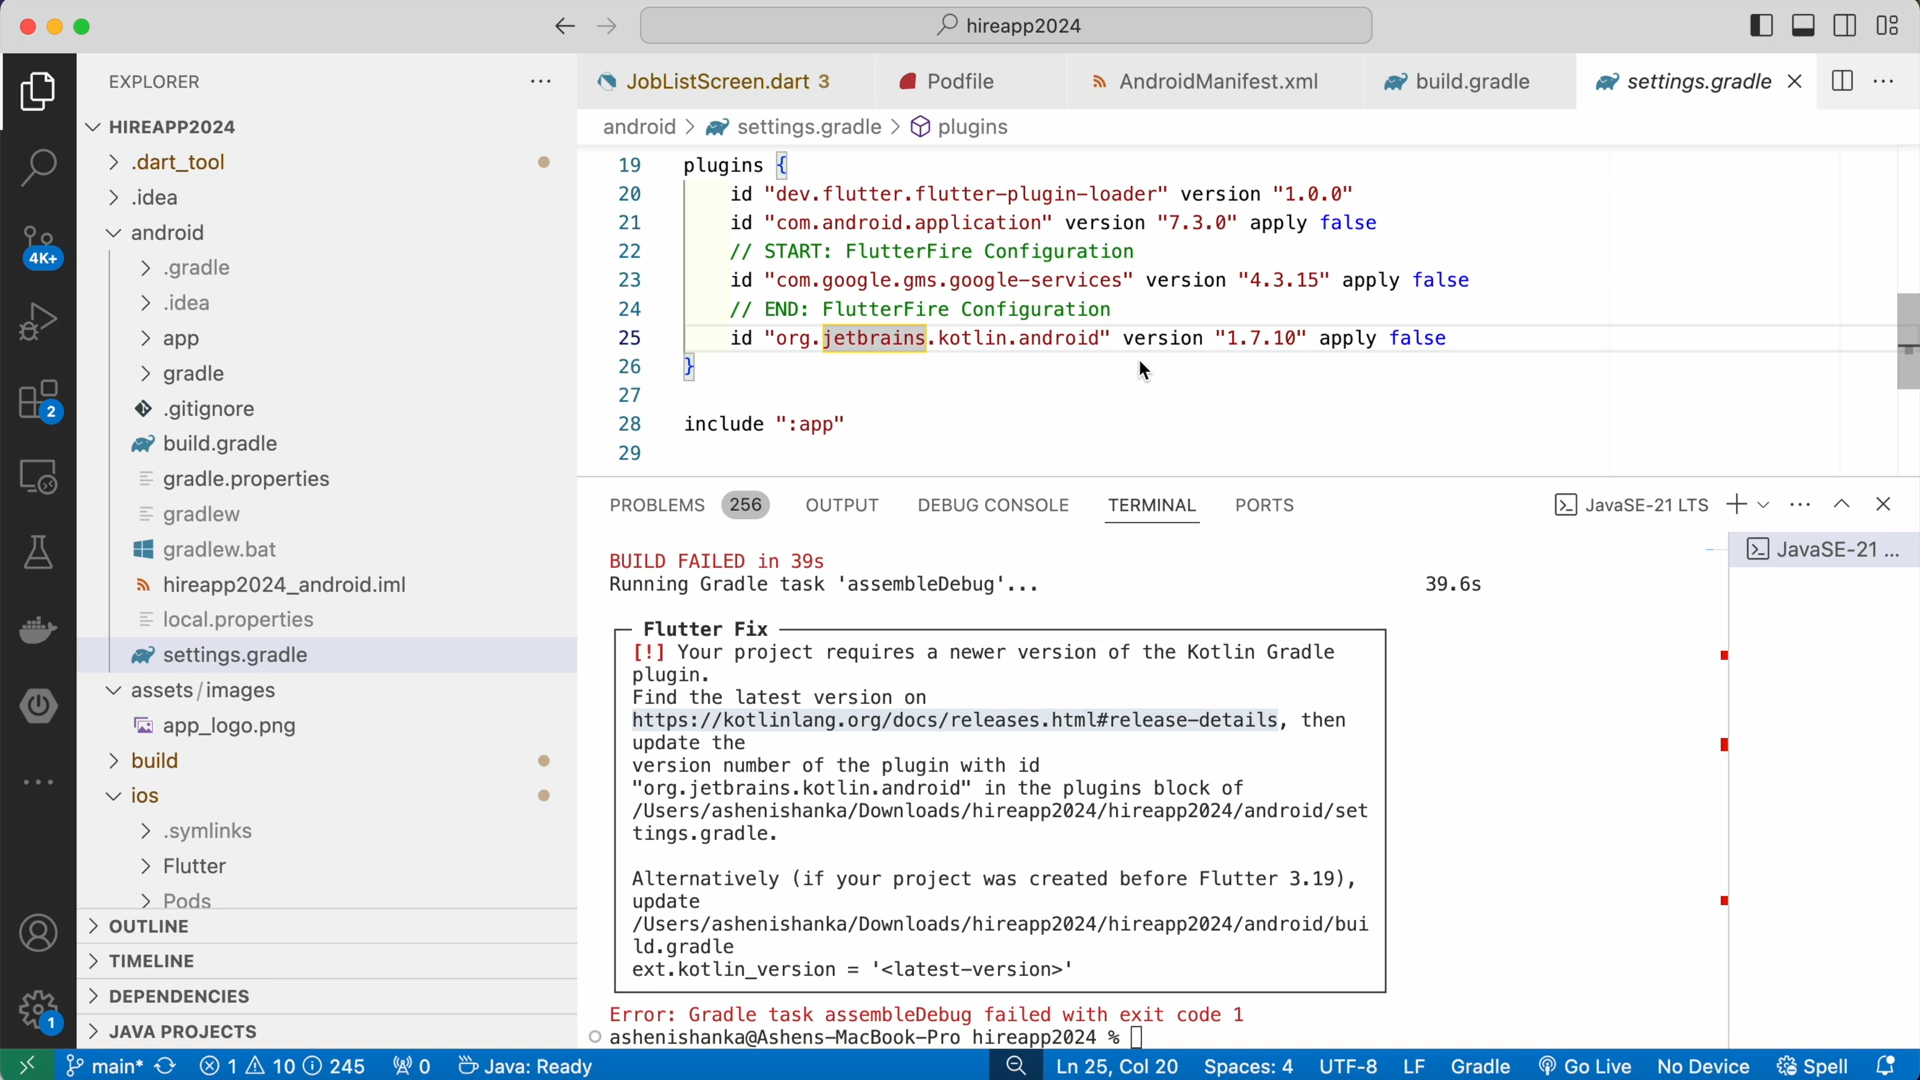 hireapp2024
EXPLORER
HIREAPP2024
.dart_tool
.idea
android
.gradle
.idea
app
gradle
.gitignore
build.gradle
gradle.properties
gradlew
gradlew.bat
hireapp2024_android.iml
local.properties
settings.gradle
assets/images
app_logo.png
build
ios
.symlinks
Flutter
Pods
OUTLINE
TIMELINE
DEPENDENCIES
JAVA PROJECTS
4K+
2
1
JobListScreen.dart 3
Podfile
AndroidManifest.xml
build.gradle
settings.gradle
android > settings.gradle > plugins
19 plugins {
20 id "dev.flutter.flutter-plugin-loader" version "1.0.0"
21 id "com.android.application" version "7.3.0" apply false
22 // START: FlutterFire Configuration
23 id "com.google.gms.google-services" version "4.3.15" apply false
24 // END: FlutterFire Configuration
25 id "org.jetbrains.kotlin.android" version "1.7.10" apply false
26 }
27
28 include ":app"
29
PROBLEMS 256 OUTPUT DEBUG CONSOLE TERMINAL PORTS
JavaSE-21 LTS
JavaSE-21 ...
BUILD FAILED in 39s
Running Gradle task 'assembleDebug'... 39.6s
Flutter Fix
[!] Your project requires a newer version of the Kotlin Gradle
plugin.
Find the latest version on
https://kotlinlang.org/docs/releases.html#release-details, then
update the
version number of the plugin with id
"org.jetbrains.kotlin.android" in the plugins block of
/Users/ashenishanka/Downloads/hireapp2024/hireapp2024/android/set
tings.gradle.
Alternatively (if your project was created before Flutter 3.19),
update
/Users/ashenishanka/Downloads/hireapp2024/hireapp2024/android/bui
ld.gradle
ext.kotlin_version = '<latest-version>'
Error: Gradle task assembleDebug failed with exit code 1
ashenishanka@Ashens-MacBook-Pro hireapp2024 %
main* 1 10 245 0 Java: Ready Ln 25, Col 20 Spaces: 4 UTF-8 LF Gradle Go Live No Device Spell